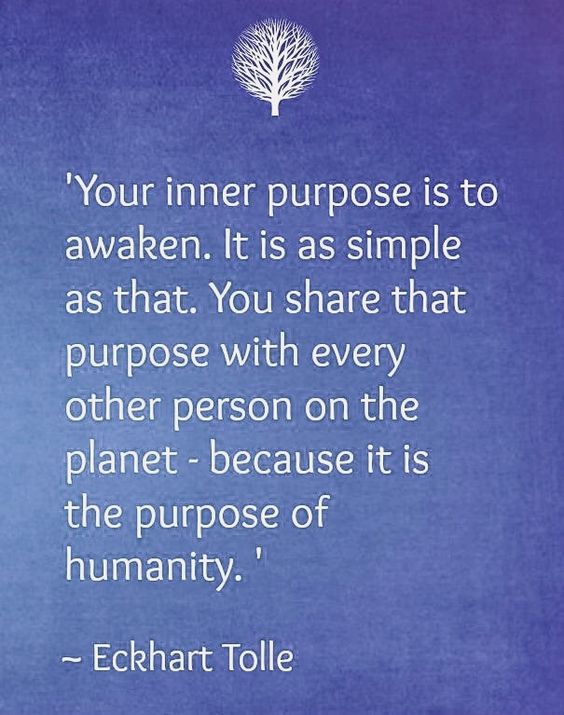 'Your inner purpose is to
awaken. It is as simple
as that. You share that
purpose with every
other person on the
planet - because it is
the purpose of
humanity. '
~ Eckhart Tolle